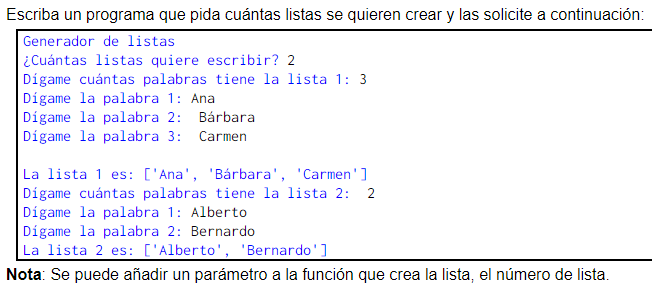 Escriba un programa que pida cuántas listas se quieren crear y las solicite a continuación:
Generador de listas
¿Cuántas listas quiere escribir? 2
Dígame cuántas palabras tiene la lista 1: 3
Dígame la palabra 1: Ana
Dígame la palabra 2:  Bárbara
Dígame la palabra 3:  Carmen

La lista 1 es: ['Ana', 'Bárbara', 'Carmen']
Dígame cuántas palabras tiene la lista 2:  2
Dígame la palabra 1: Alberto
Dígame la palabra 2: Bernardo
La lista 2 es: ['Alberto', 'Bernardo']
Nota: Se puede añadir un parámetro a la función que crea la lista, el número de lista.